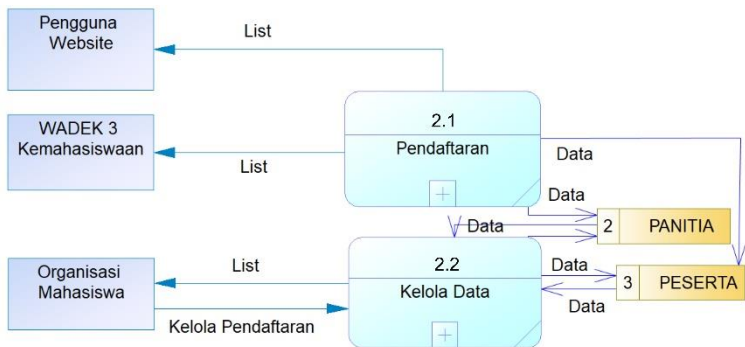 Pengguna
Website
List
WADEK 3
Kemahasiswaan
List
2.1
Pendaftaran
Data
Data
2 PANITIA
Data
Organisasi
Mahasiswa
List
Kelola Pendaftaran
2.2
Kelola Data
Data
Data
3 PESERTA